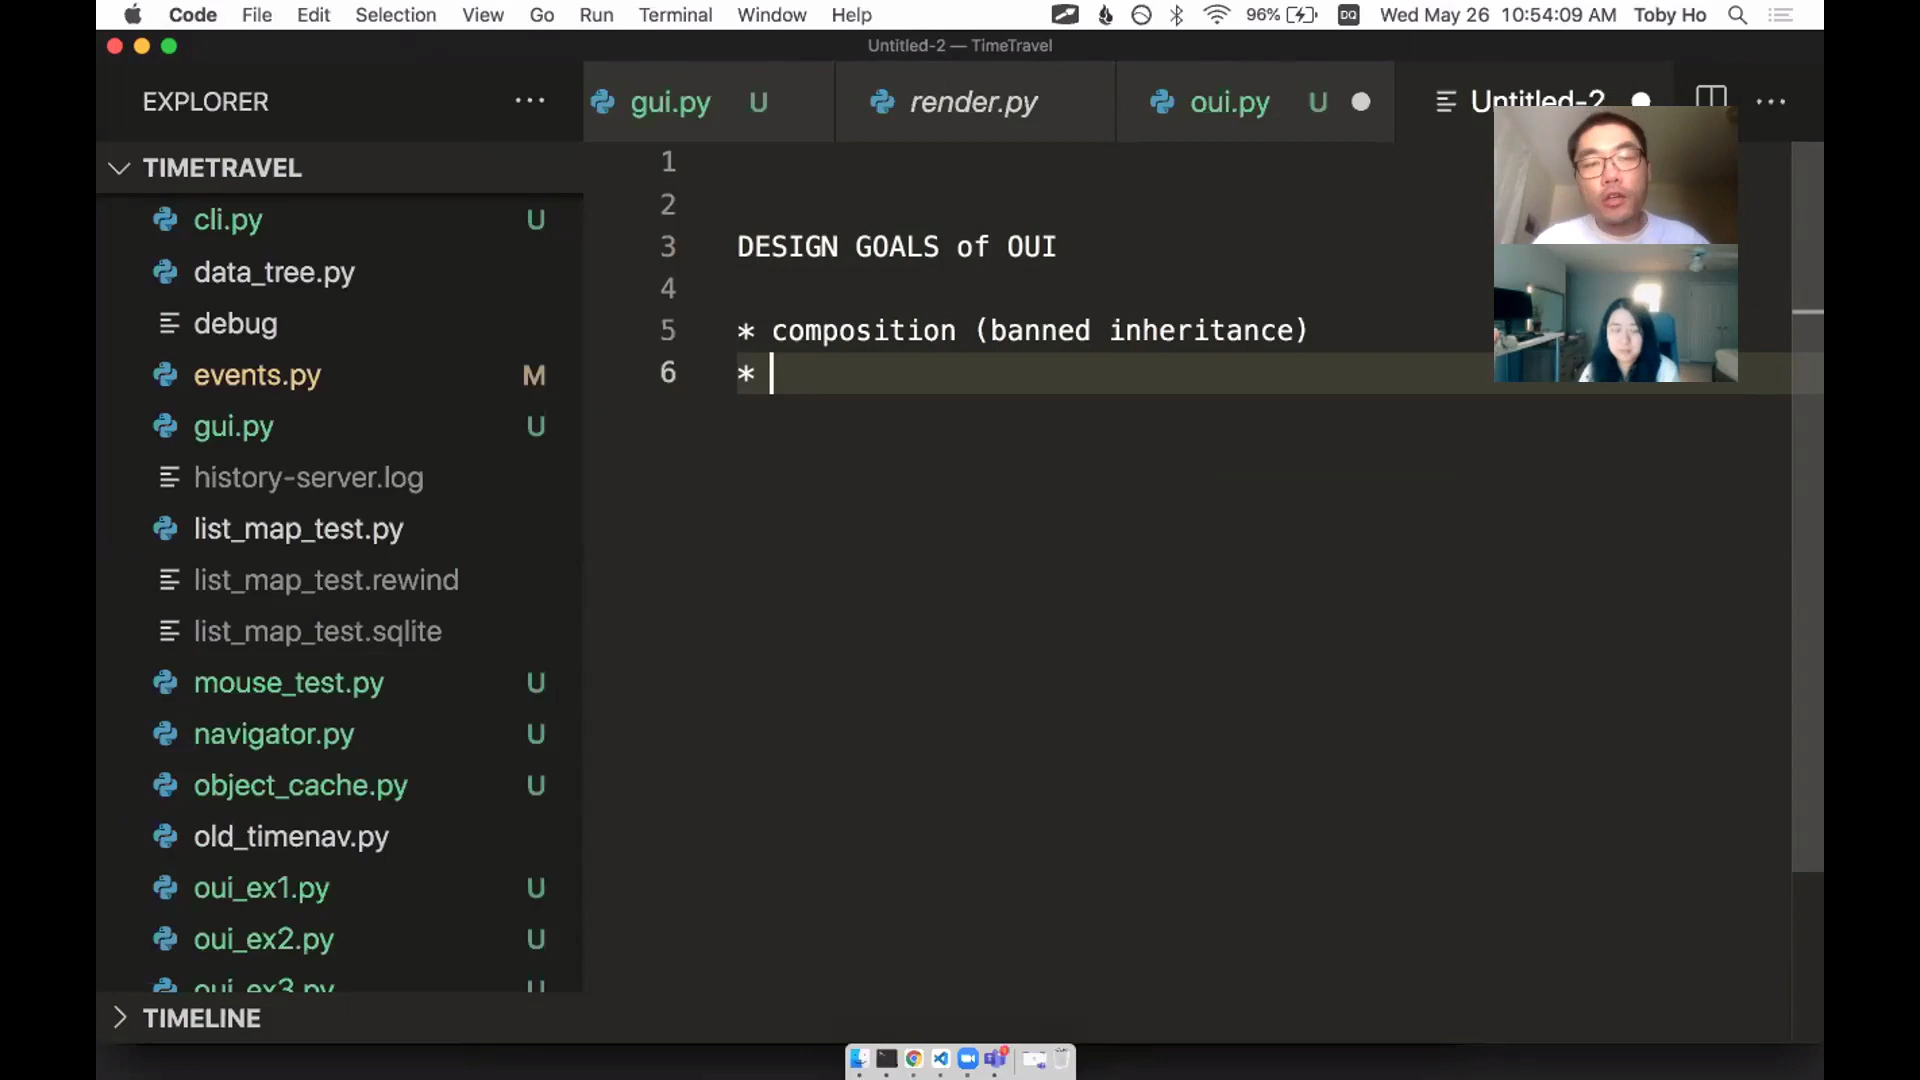 Code File Edit Selection View Go Run Terminal Window Help 96% DQ Wed May 26 10:54:09 AM Toby Ho
Untitled-2 — TimeTravel
EXPLORER ···
gui.py U render.py oui.py U Untitled-2 ···
TIMETRAVEL
cli.py U
data_tree.py
debug
events.py M
gui.py U
history-server.log
list_map_test.py
list_map_test.rewind
list_map_test.sqlite
mouse_test.py U
navigator.py U
object_cache.py U
old_timenav.py
oui_ex1.py U
oui_ex2.py U
oui_ex3.py U
TIMELINE
1
2
3 DESIGN GOALS of OUI
4
5 * composition (banned inheritance)
6 *